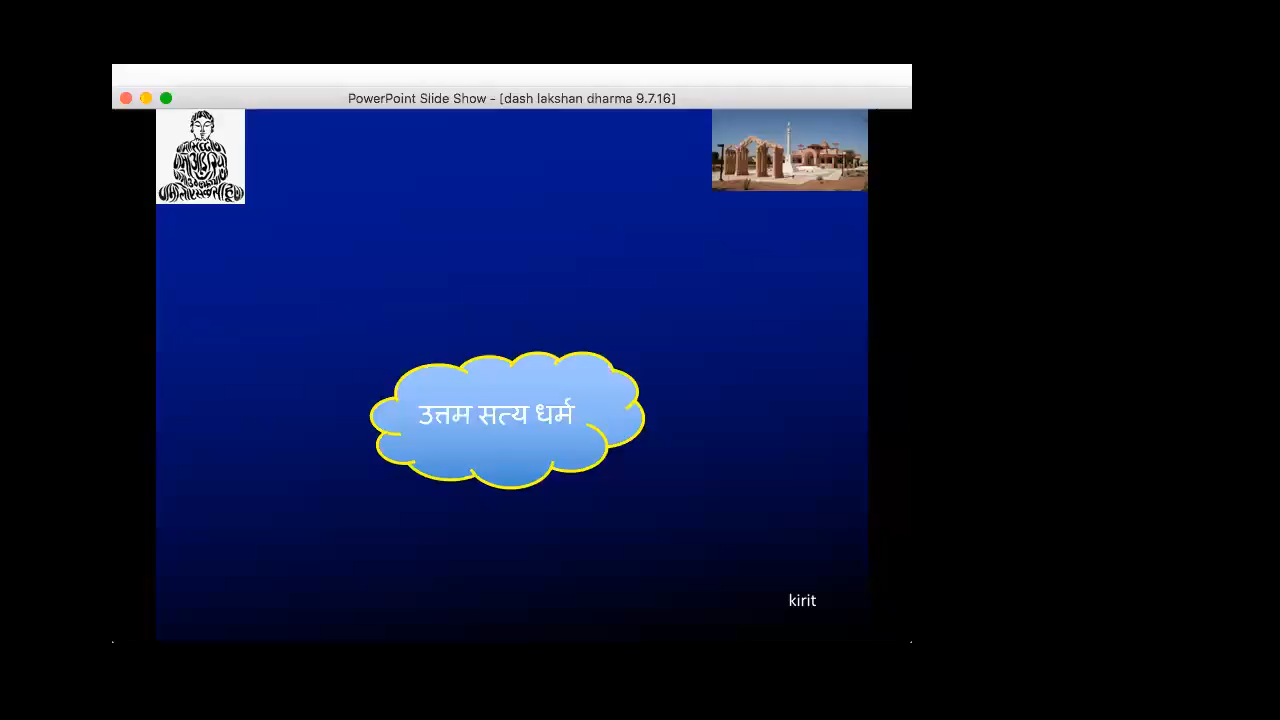 PowerPoint Slide Show - [dash lakshan dharma 9.7.16]
उत्तम सत्य धर्म
kirit